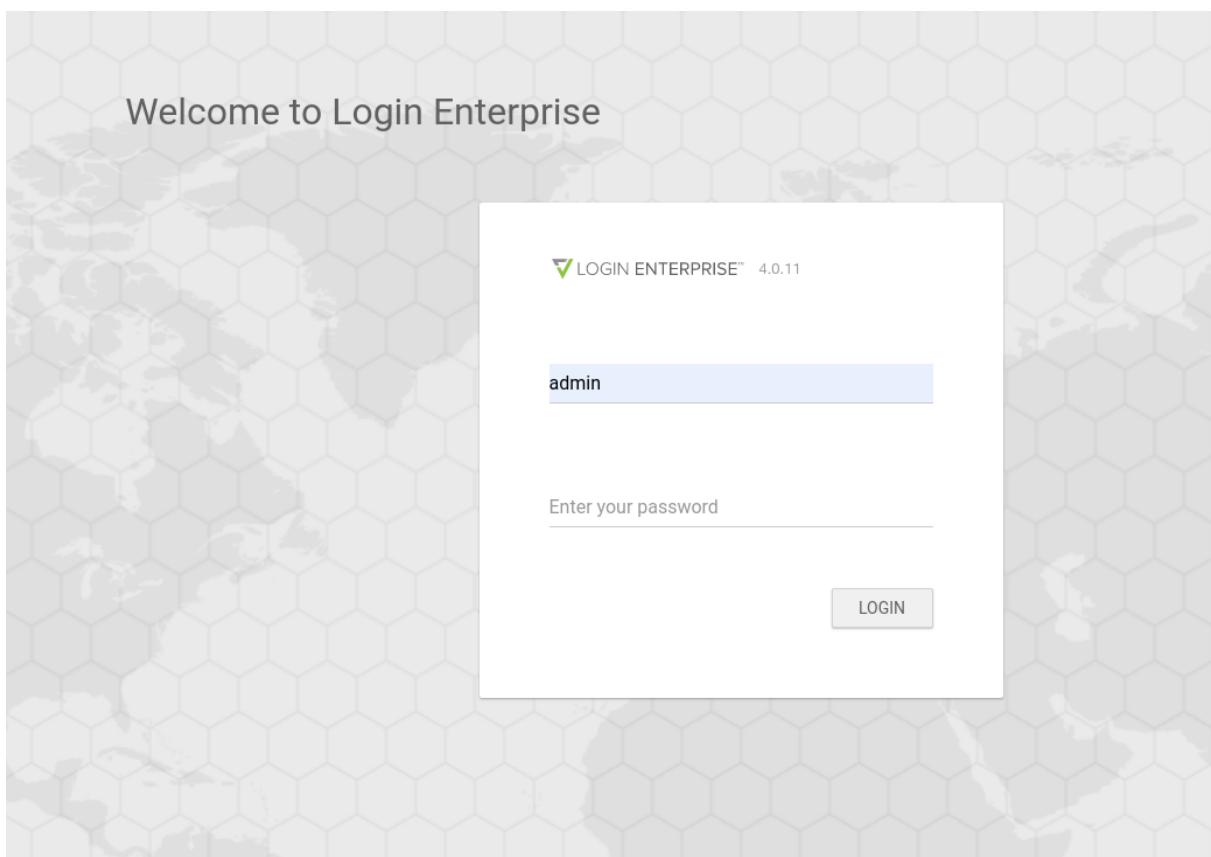 Welcome to Login Enterprise
LOGIN ENTERPRISE™ 4.0.11
admin
Enter your password
LOGIN